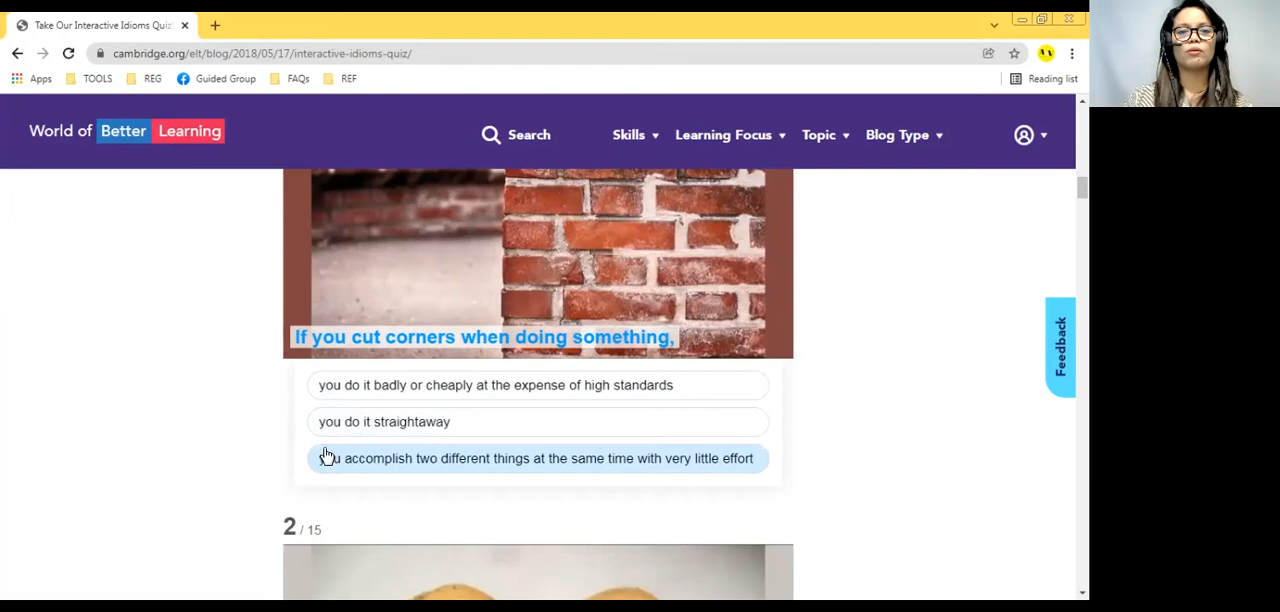 Take Our Interactive Idioms Quiz
cambridge.org/elt/blog/2018/05/17/interactive-idioms-quiz/
Apps TOOLS REG Guided Group FAQs REF Reading list
World of Better Learning
Search Skills Learning Focus Topic Blog Type
If you cut corners when doing something,
you do it badly or cheaply at the expense of high standards
you do it straightaway
you accomplish two different things at the same time with very little effort
2 / 15
Feedback